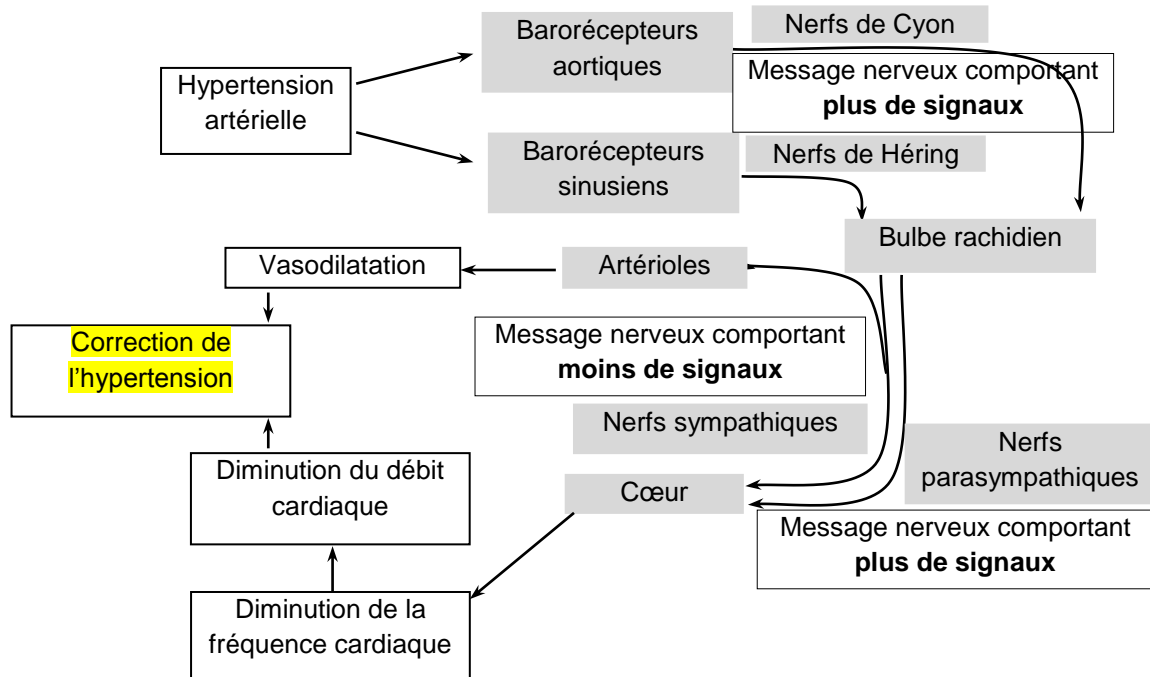 Barorécepteurs
aortiques
Nerfs de Cyon
Message nerveux comportant
plus de signaux
Hypertension
artérielle
Barorécepteurs
sinusiens
Nerfs de Héring
Bulbe rachidien
Vasodilatation
Artérioles
Correction de
l’hypertension
Message nerveux comportant
moins de signaux
Nerfs sympathiques
Nerfs
parasympathiques
Diminution du débit
cardiaque
Cœur
Message nerveux comportant
plus de signaux
Diminution de la
fréquence cardiaque